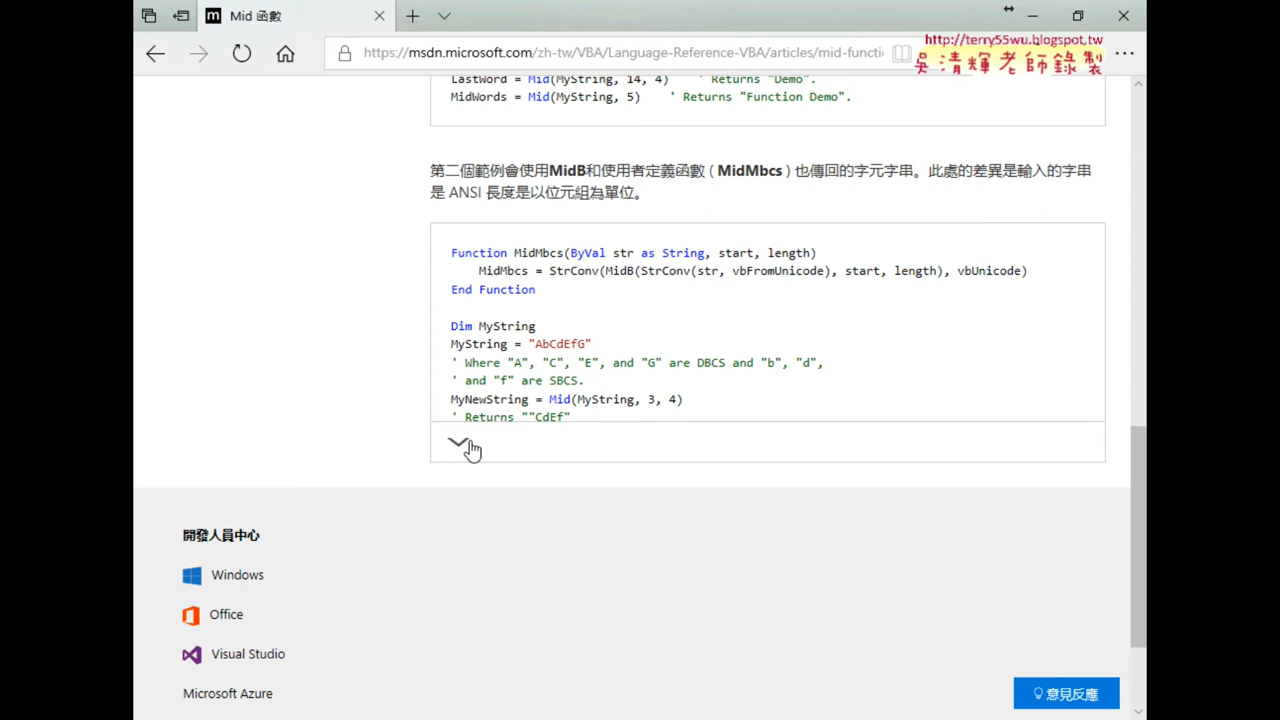 Mid 函數
https://msdn.microsoft.com/zh-tw/VBA/Language-Reference-VBA/articles/mid-functi
http://terry55wu.blogspot.tw
吳清輝老師錄製
LastWord = Mid(MyString, 14, 4)    ' Returns "Demo".
MidWords = Mid(MyString, 5)    ' Returns "Function Demo".
第二個範例會使用MidB和使用者定義函數 ( MidMbcs ) 也傳回的字元字串。此處的差異是輸入的字串
是 ANSI 長度是以位元組為單位。
Function MidMbcs(ByVal str as String, start, length)
    MidMbcs = StrConv(MidB(StrConv(str, vbFromUnicode), start, length), vbUnicode)
End Function
Dim MyString
MyString = "AbCdEfG"
' Where "A", "C", "E", and "G" are DBCS and "b", "d",
' and "f" are SBCS.
MyNewString = Mid(MyString, 3, 4)
' Returns ""CdEf"
開發人員中心
Windows
Office
Visual Studio
Microsoft Azure
意見反應